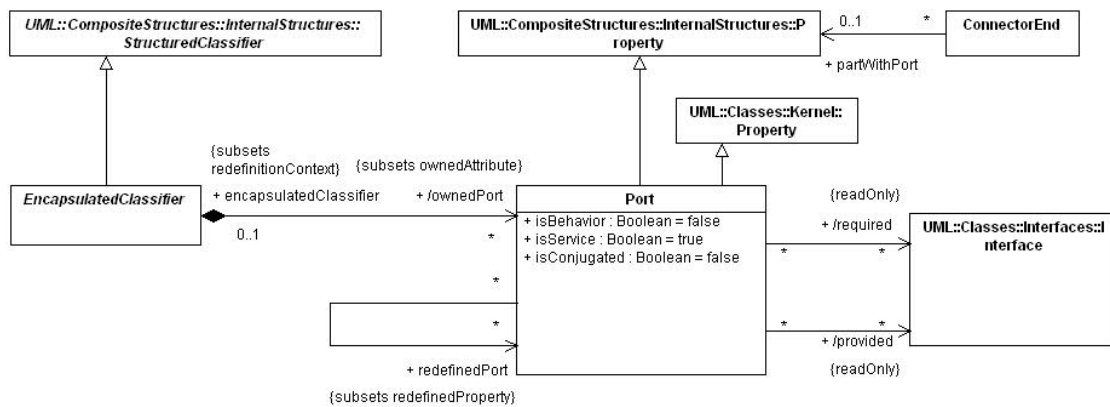 UML::CompositeStructures::InternalStructures::
StructuredClassifier
UML::CompositeStructures::InternalStructures::P
roperty
0..1
*
ConnectorEnd
+ partWithPort
UML::Classes::Kernel::
Property
{subsets
redefinitionContext}
{subsets ownedAttribute}
EncapsulatedClassifier
+ encapsulatedClassifier
+ /ownedPort
0..1
*
Port
+ isBehavior : Boolean = false
+ isService : Boolean = true
+ isConjugated : Boolean = false
{readOnly}
+ /required
*
*
UML::Classes::Interfaces::I
nterface
*
*
+ redefinedPort
{subsets redefinedProperty}
*
*
+ /provided
{readOnly}